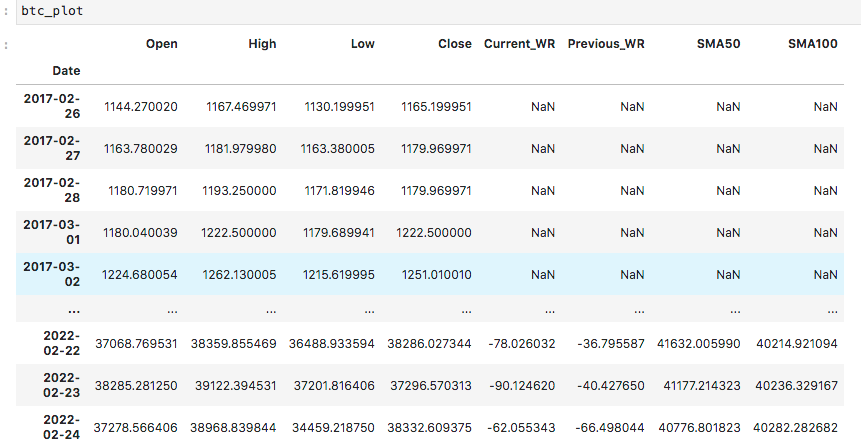 : btc_plot
:
Open High Low Close Current_WR Previous_WR SMA50 SMA100
Date
2017-02-
26 1144.270020 1167.469971 1130.199951 1165.199951 NaN NaN NaN NaN
2017-02-
27 1163.780029 1181.979980 1163.380005 1179.969971 NaN NaN NaN NaN
2017-02-
28 1180.719971 1193.250000 1171.819946 1179.969971 NaN NaN NaN NaN
2017-03-
01 1180.040039 1222.500000 1179.689941 1222.500000 NaN NaN NaN NaN
2017-03-
02 1224.680054 1262.130005 1215.619995 1251.010010 NaN NaN NaN NaN
... ... ... ... ... ... ... ... ...
2022-
02-22 37068.769531 38359.855469 36488.933594 38286.027344 -78.026032 -36.795587 41632.005990 40214.921094
2022-
02-23 38285.281250 39122.394531 37201.816406 37296.570313 -90.124620 -40.427650 41177.214323 40236.329167
2022-
02-24 37278.566406 38968.839844 34459.218750 38332.609375 -62.055343 -66.498044 40776.801823 40282.282682